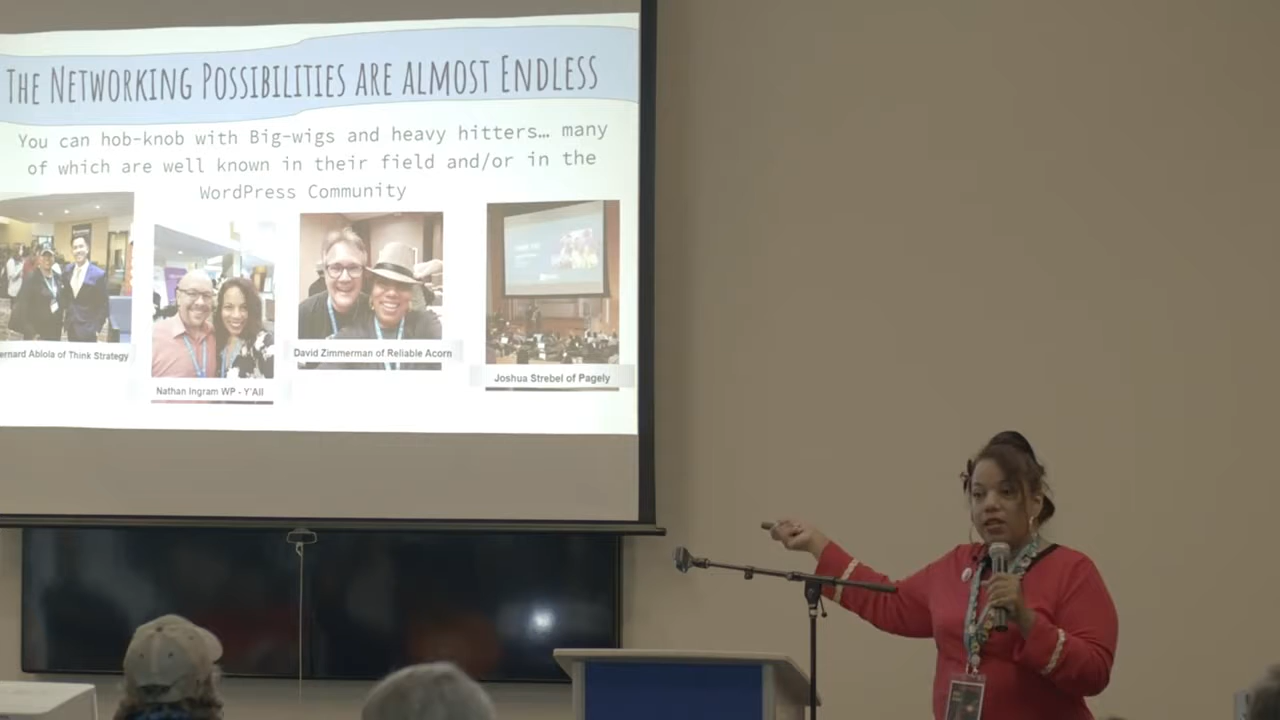 THE NETWORKING POSSIBILITIES ARE ALMOST ENDLESS
You can hob-knob with Big-wigs and heavy hitters… many
of which are well known in their field and/or in the
WordPress Community
ernard Ablola of Think Strategy
Nathan Ingram WP - Y'All
David Zimmerman of Reliable Acorn
Joshua Strebel of Pagely